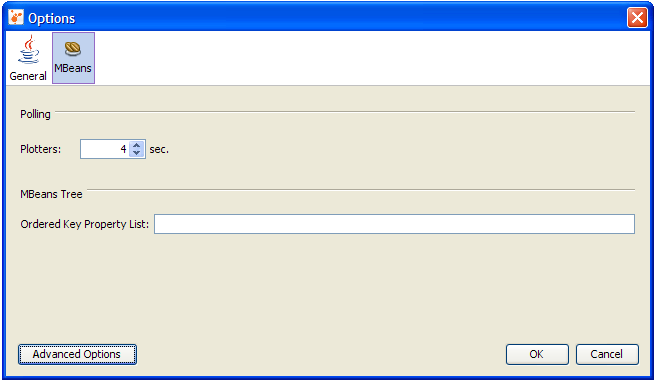 Options
General
MBeans
Polling
Plotters: 4 sec.
MBeans Tree
Ordered Key Property List:
Advanced Options OK Cancel